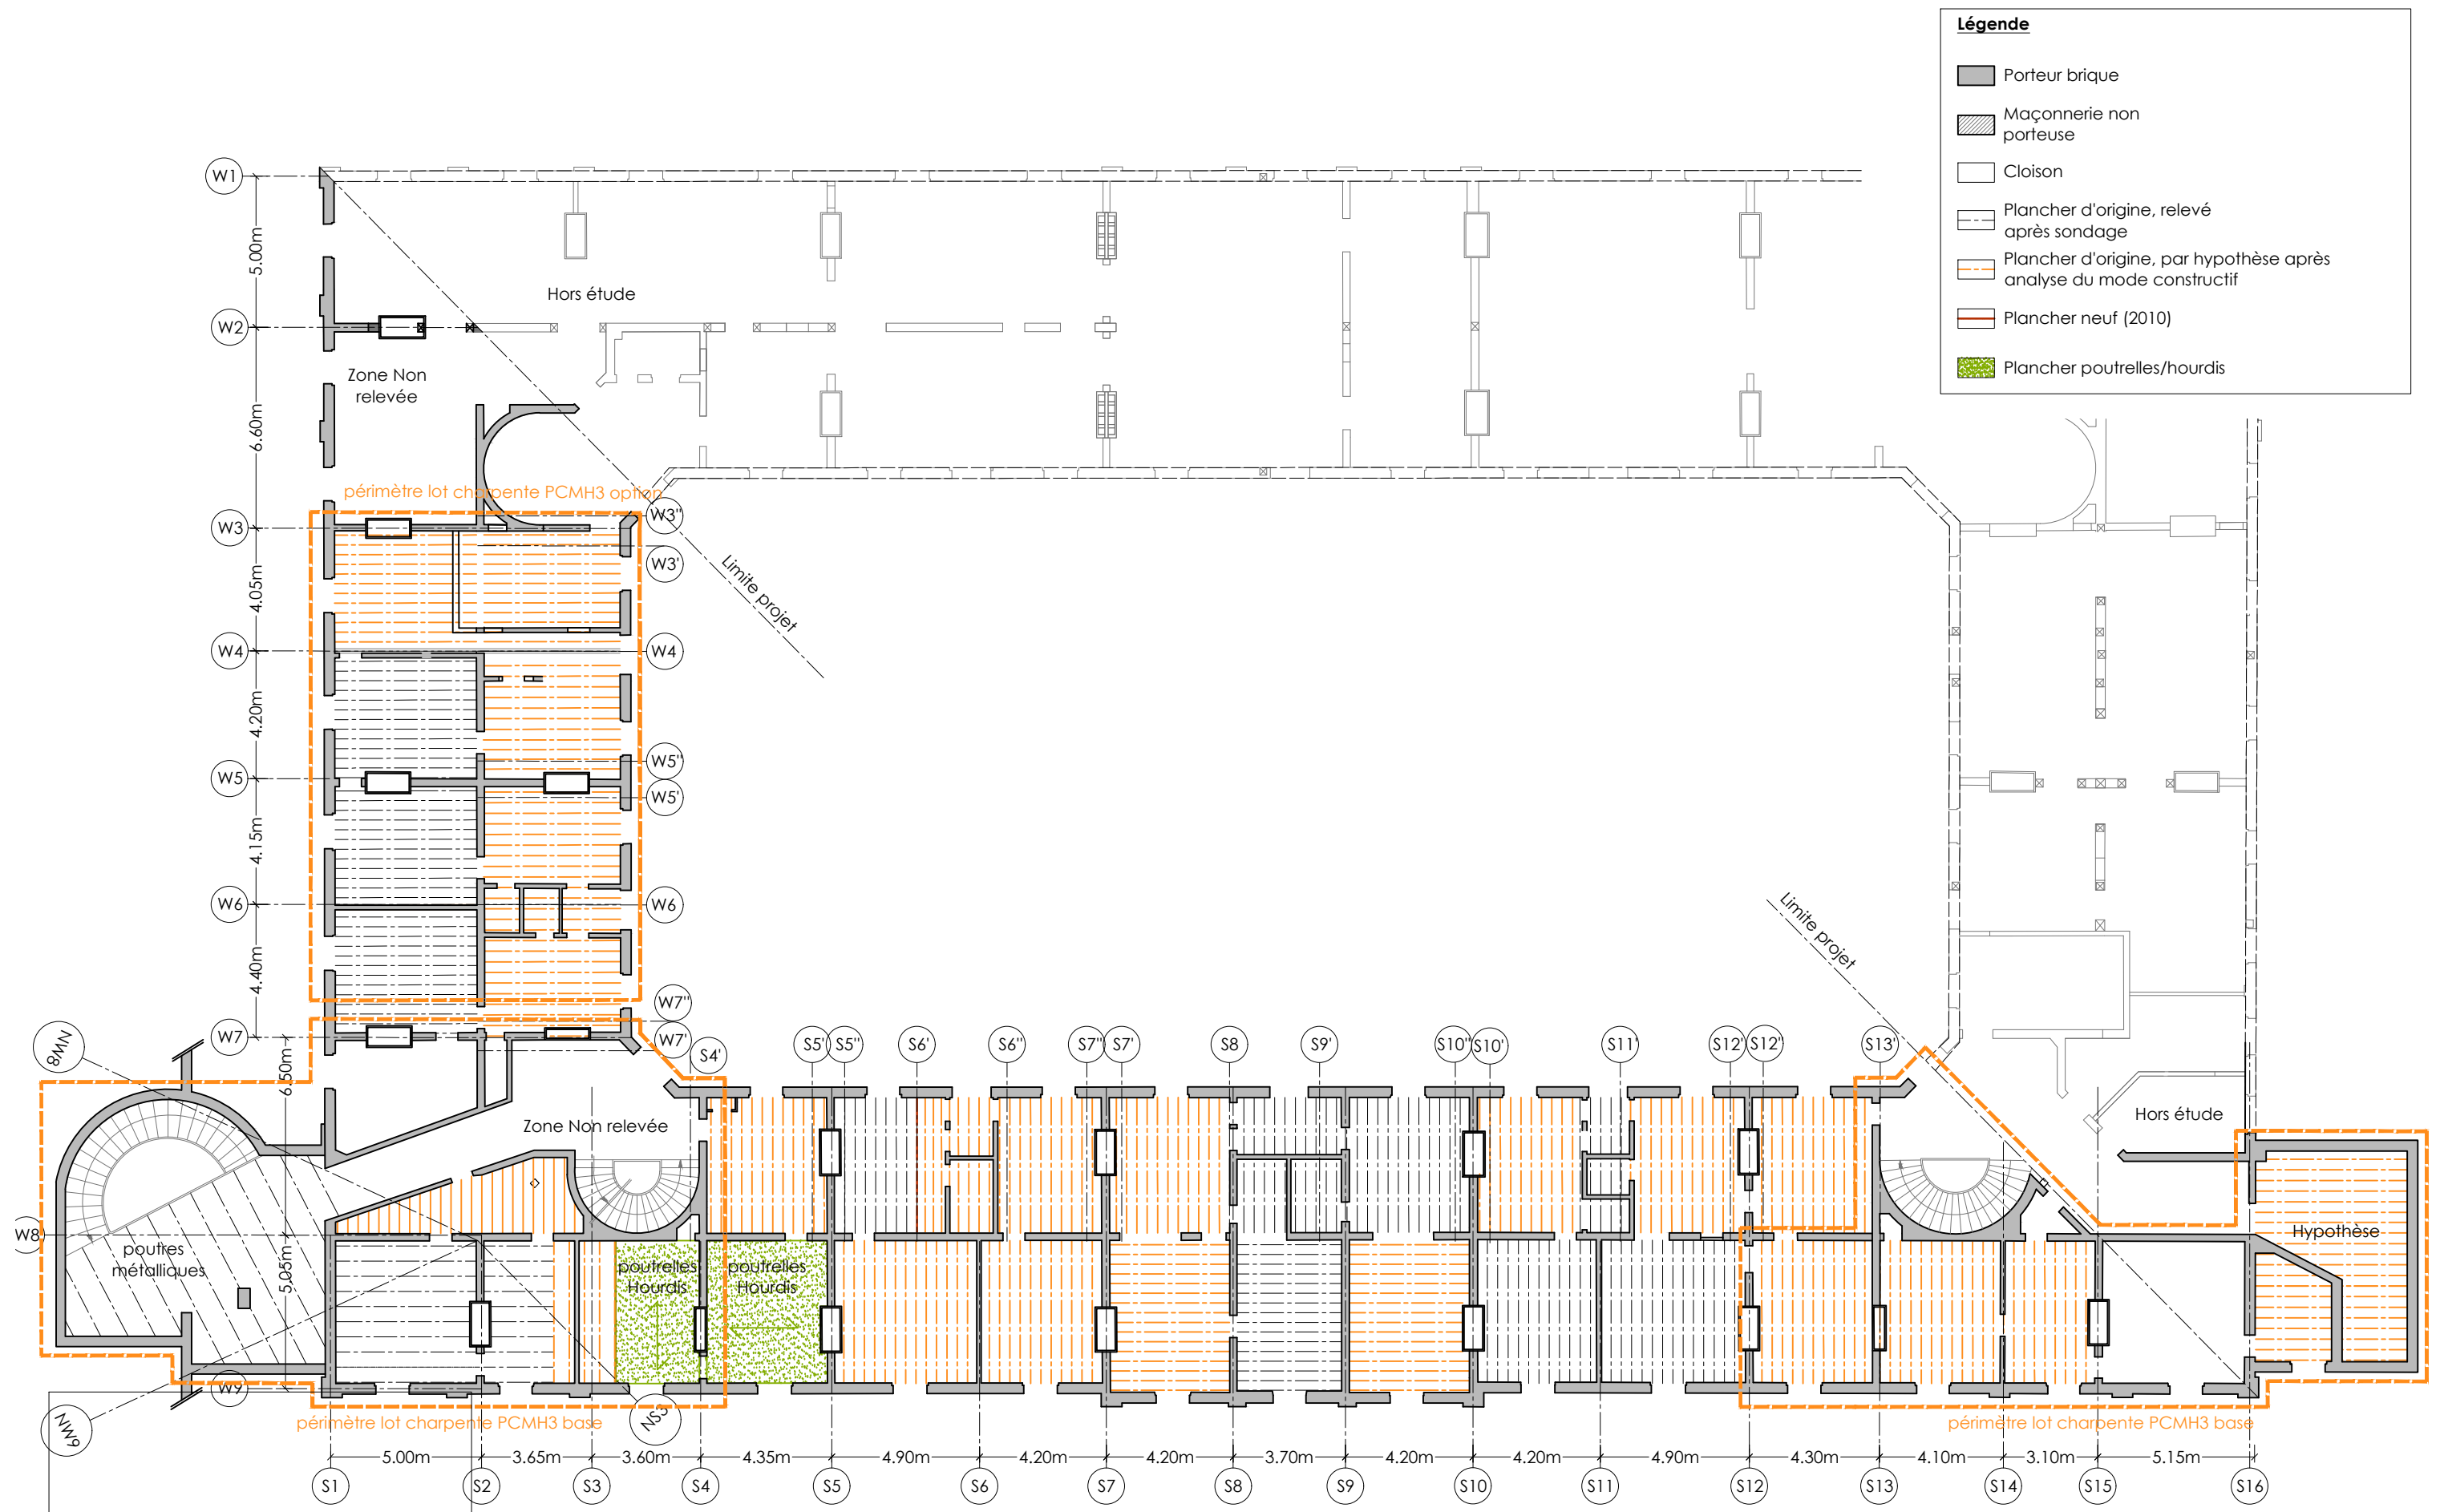 Légende
Porteur brique
Maçonnerie non
porteuse
Cloison
Plancher d'origine, relevé
après sondage
Plancher d'origine, par hypothèse après
analyse du mode constructif
Plancher neuf (2010)
Plancher poutrelles/hourdis
W1
5.00m
Hors étude
W2
Zone Non
relevée
6.60m
périmètre lot charpente PCMH3 option
W3
W3"
W3'
4.05m
Limite projet
W4
W4
4.20m
W5
W5"
W5'
4.15m
W6
W6
4.40m
Limite projet
W7
W7"
W7'
NW8
6.50m
S4'
S5'
S5"
S6'
S6"
S7"
S7'
S8
S9'
S10"
S10'
S11'
S12'
S12"
S13'
Zone Non relevée
Hors étude
W8
poutres
métalliques
5.05m
poutrelles
Hourdis
poutrelles
Hourdis
Hypothèse
W9
NW9
NS3
périmètre lot charpente PCMH3 base
périmètre lot charpente PCMH3 base
5.00m
3.65m
3.60m
4.35m
4.90m
4.20m
4.20m
3.70m
4.20m
4.20m
4.90m
4.30m
4.10m
3.10m
5.15m
S1
S2
S3
S4
S5
S6
S7
S8
S9
S10
S11
S12
S13
S14
S15
S16